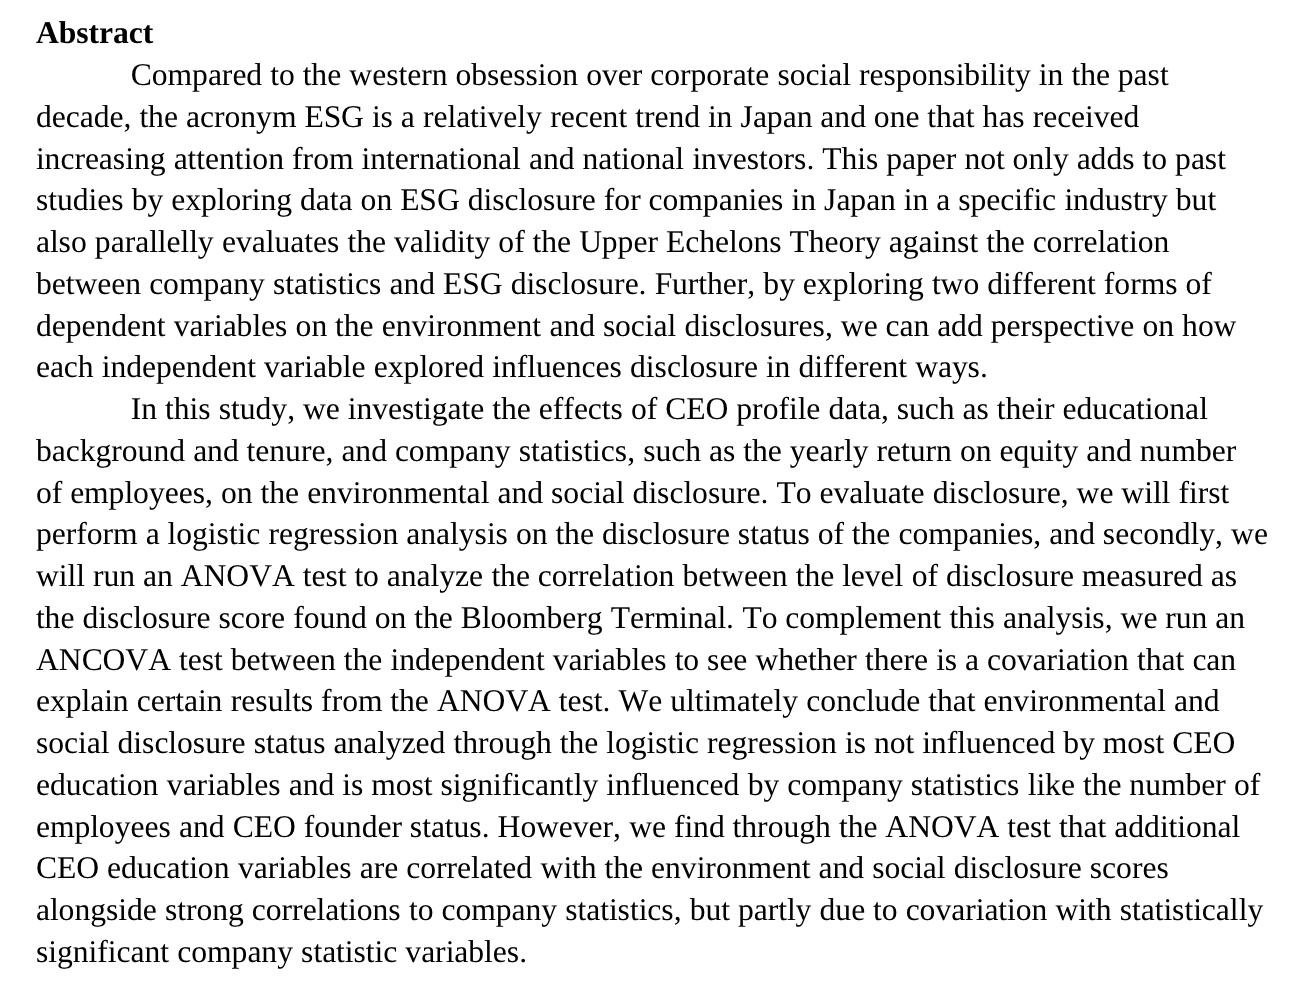 Abstract
Compared to the western obsession over corporate social responsibility in the past
decade, the acronym ESG is a relatively recent trend in Japan and one that has received
increasing attention from international and national investors. This paper not only adds to past
studies by exploring data on ESG disclosure for companies in Japan in a specific industry but
also parallelly evaluates the validity of the Upper Echelons Theory against the correlation
between company statistics and ESG disclosure. Further, by exploring two different forms of
dependent variables on the environment and social disclosures, we can add perspective on how
each independent variable explored influences disclosure in different ways.
In this study, we investigate the effects of CEO profile data, such as their educational
background and tenure, and company statistics, such as the yearly return on equity and number
of employees, on the environmental and social disclosure. To evaluate disclosure, we will first
perform a logistic regression analysis on the disclosure status of the companies, and secondly, we
will run an ANOVA test to analyze the correlation between the level of disclosure measured as
the disclosure score found on the Bloomberg Terminal. To complement this analysis, we run an
ANCOVA test between the independent variables to see whether there is a covariation that can
explain certain results from the ANOVA test. We ultimately conclude that environmental and
social disclosure status analyzed through the logistic regression is not influenced by most CEO
education variables and is most significantly influenced by company statistics like the number of
employees and CEO founder status. However, we find through the ANOVA test that additional
CEO education variables are correlated with the environment and social disclosure scores
alongside strong correlations to company statistics, but partly due to covariation with statistically
significant company statistic variables.